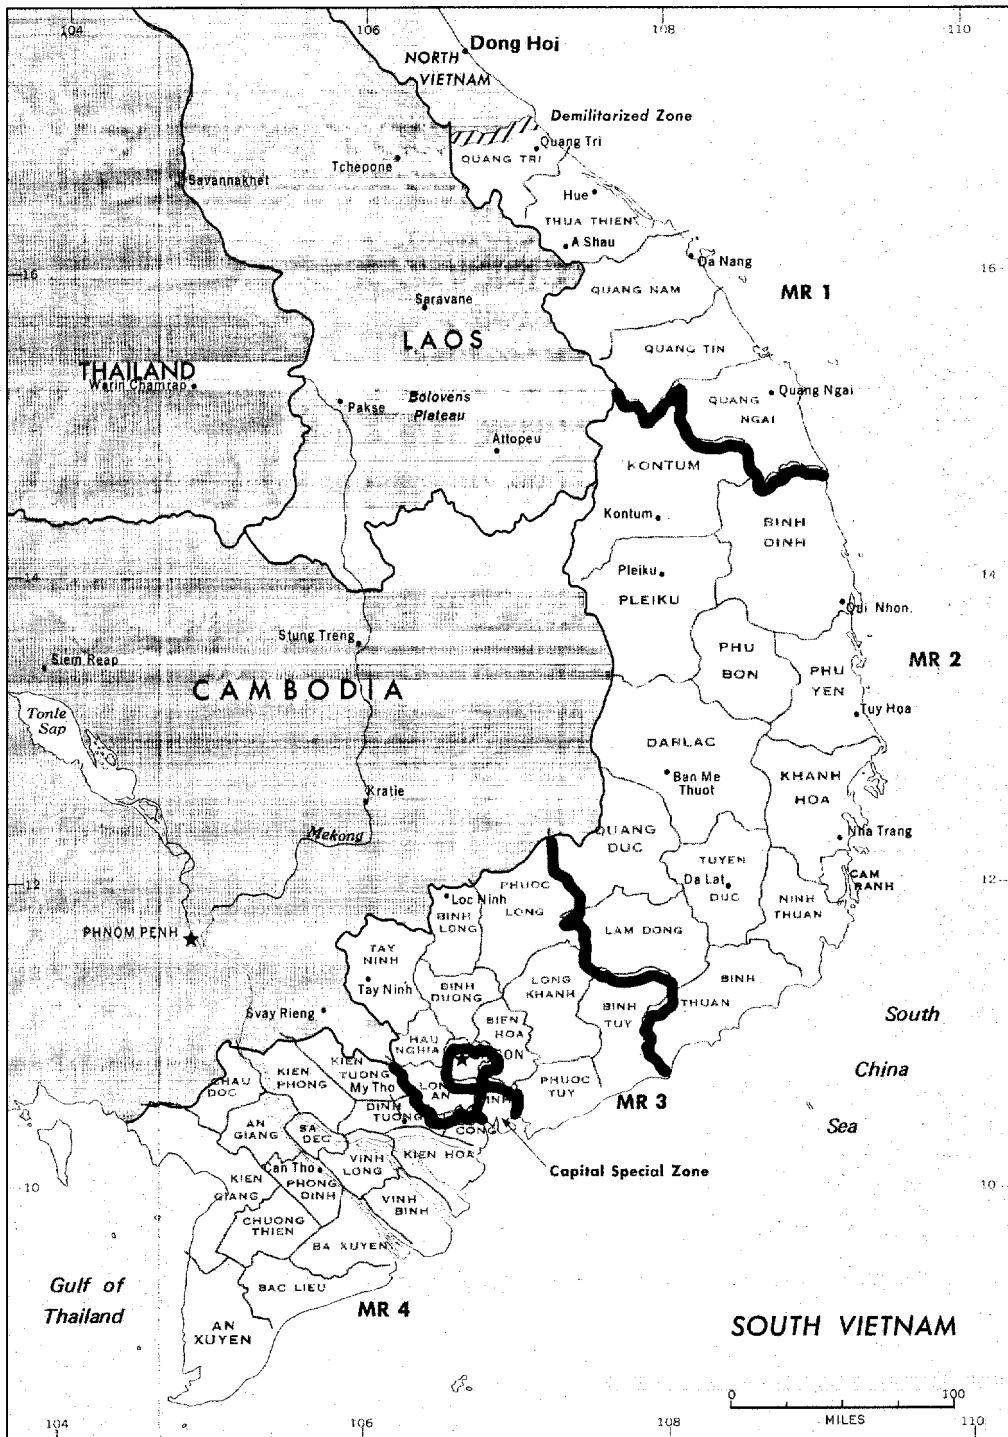 104
106
108
110
Dong Hoi
NORTH
VIETNAM
Demilitarized Zone
Quang Tri
QUANG TRI
Tchepone
Savannakhet
Hue
THUA THIEN
A Shau
Da Nang
16
16
QUANG NAM
MR 1
Saravane
LAOS
QUANG TIN
THAILAND
Warin Chamrap
Pakse
Bolovens
Plateau
Quang Ngai
QUANG
NGAI
Attopeu
KONTUM
Kontum
BINH
DINH
14
14
Pleiku
PLEIKU
Qui Nhon
Stung Treng
Siem Reap
PHU
BON
PHU
YEN
MR 2
CAMBODIA
Tonle
Sap
Tuy Hoa
DARLAC
Ban Me
Thuot
KHANH
HOA
Kratie
Mekong
QUANG
DUC
Nha Trang
TUYEN
DUC
Da Lat
CAM
RANH
12
12
PHUOC
LONG
Loc Ninh
BINH
LONG
NINH
THUAN
PHNOM PENH
TAY
NINH
LAM DONG
Tay Ninh
BINH
DUONG
LONG
KHANH
BINH
THUAN
BINH
TUY
Svay Rieng
BIEN
HOA
HAU
NGHIA
South
China
Sea
KIEN
TUONG
KIEN
PHONG
CHAU
DOC
My Tho
PHUOC
TUY
MR 3
DINH
TUONG
CONG
AN
GIANG
SA
DEC
VINH
LONG
KIEN HOA
Capital Special Zone
Can Tho
PHONG
DINH
10
10
KIEN
GIANG
VINH
BINH
CHUONG
THIEN
BA XUYEN
Gulf of
Thailand
BAC LIEU
MR 4
AN
XUYEN
SOUTH VIETNAM
0
100
MILES
104
106
108
110